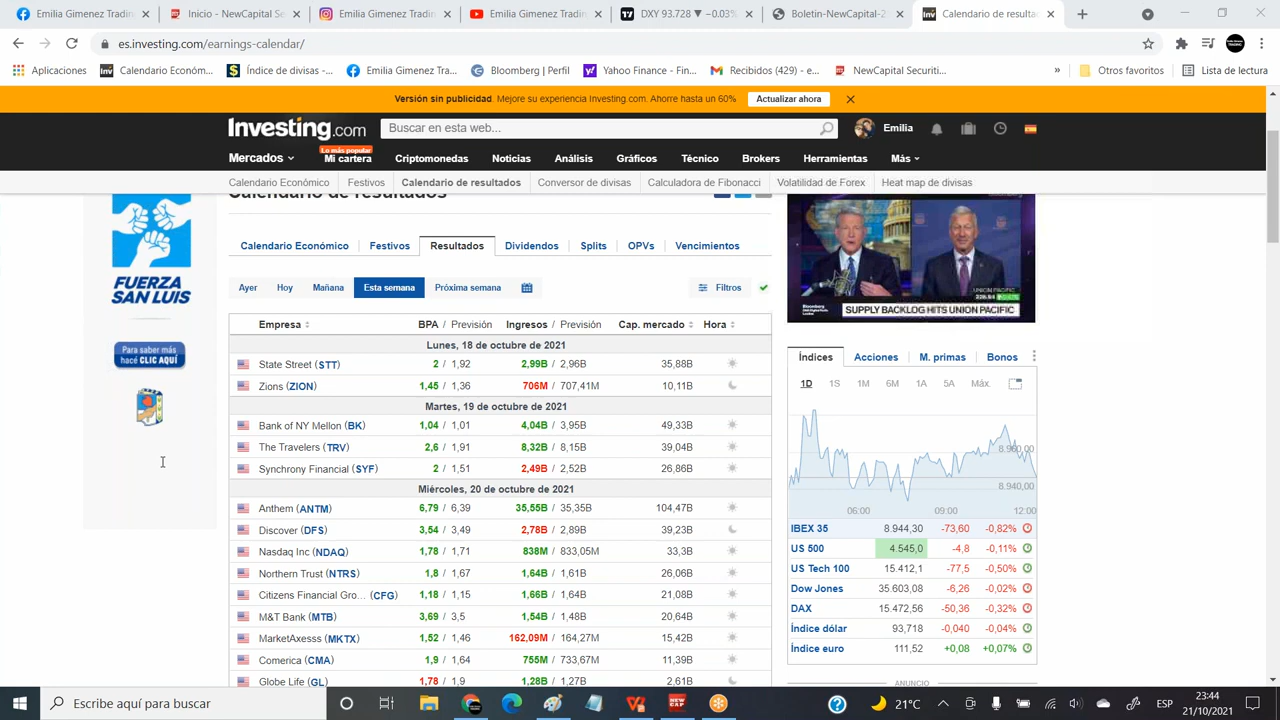 Emilia Gimenez Trading
Inicio - NewCapital Se
Emilia Gimenez Tradin
Emilia Gimenez Tradin
DXY 93.728 ▼ −0.03%
Boletin-NewCapital-2
Calendario de resulta
es.investing.com/earnings-calendar/
Aplicaciones
Calendario Económ...
Índice de divisas -...
Emilia Gimenez Tra...
Bloomberg | Perfil
Yahoo Finance - Fin...
Recibidos (429) - e...
NewCapital Securiti...
»
Otros favoritos
Lista de lectura
Versión sin publicidad. Mejore su experiencia Investing.com. Ahorre hasta un 60%
Actualizar ahora
Investing.com
Buscar en esta web...
Emilia
Lo más popular
Mercados
Mi cartera
Criptomonedas
Noticias
Análisis
Gráficos
Técnico
Brokers
Herramientas
Más
Calendario Económico
Festivos
Calendario de resultados
Conversor de divisas
Calculadora de Fibonacci
Volatilidad de Forex
Heat map de divisas
Calendario de resultados
Calendario Económico
Festivos
Resultados
Dividendos
Splits
OPVs
Vencimientos
Ayer
Hoy
Mañana
Esta semana
Próxima semana
Filtros
Empresa BPA / Previsión Ingresos / Previsión Cap. mercado Hora
Lunes, 18 de octubre de 2021
State Street (STT) 2 / 1,92 2,99B / 2,96B 35,88B
Zions (ZION) 1,45 / 1,36 706M / 707,41M 10,11B
Martes, 19 de octubre de 2021
Bank of NY Mellon (BK) 1,04 / 1,01 4,04B / 3,95B 49,33B
The Travelers (TRV) 2,6 / 1,91 8,32B / 8,15B 39,04B
Synchrony Financial (SYF) 2 / 1,51 2,49B / 2,52B 26,86B
Miércoles, 20 de octubre de 2021
Anthem (ANTM) 6,79 / 6,39 35,55B / 35,35B 104,47B
Discover (DFS) 3,54 / 3,49 2,78B / 2,89B 39,23B
Nasdaq Inc (NDAQ) 1,78 / 1,71 838M / 833,05M 33,3B
Northern Trust (NTRS) 1,8 / 1,67 1,64B / 1,61B 26,06B
Citizens Financial Gro... (CFG) 1,18 / 1,15 1,66B / 1,64B 21,08B
M&T Bank (MTB) 3,69 / 3,5 1,54B / 1,48B 20,64B
MarketAxesss (MKTX) 1,52 / 1,46 162,09M / 164,27M 15,42B
Comerica (CMA) 1,9 / 1,64 755M / 733,67M 11,39B
Globe Life (GL) 1,78 / 1,9 1,28B / 1,27B 2,61B
FUERZA
SAN LUIS
Para saber más
hacé CLIC AQUÍ
UNION PACIFIC
Bloomberg
SUPPLY BACKLOG HITS UNION PACIFIC
Índices
Acciones
M. primas
Bonos
1D 1S 1M 6M 1A 5A Máx.
8.960,00
8.940,00
06:00 09:00 12:00
IBEX 35 8.944,30 -73,60 -0,82%
US 500 4.545,0 -4,8 -0,11%
US Tech 100 15.412,1 -77,5 -0,50%
Dow Jones 35.603,08 -6,26 -0,02%
DAX 15.472,56 -50,36 -0,32%
Índice dólar 93,718 -0,040 -0,04%
Índice euro 111,52 +0,08 +0,07%
ANUNCIO
Escribe aquí para buscar
NEW
CAP
21°C
ESP
23:44
21/10/2021